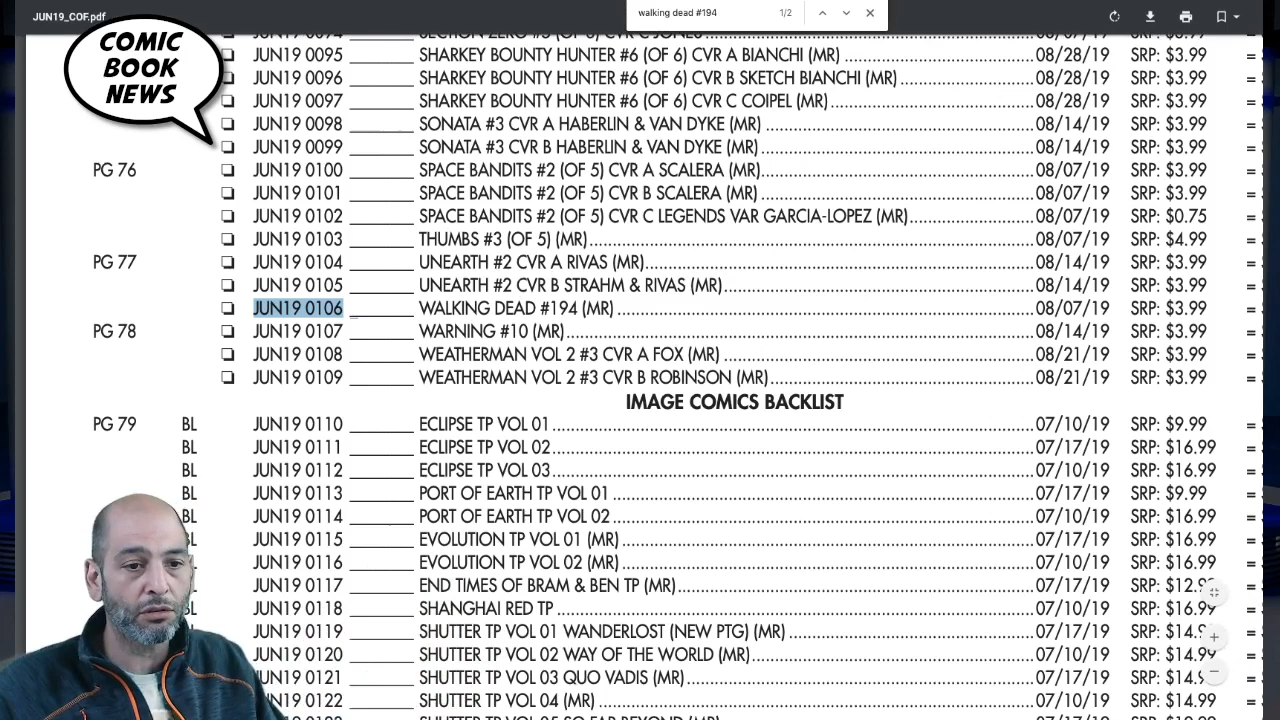 JUN19_COF.pdf
walking dead #194 1/2
COMIC
BOOK
NEWS
JUN19 0095 SHARKEY BOUNTY HUNTER #6 (OF 6) CVR A BIANCHI (MR) 08/28/19 SRP: $3.99 =
JUN19 0096 SHARKEY BOUNTY HUNTER #6 (OF 6) CVR B SKETCH BIANCHI (MR) 08/28/19 SRP: $3.99 =
JUN19 0097 SHARKEY BOUNTY HUNTER #6 (OF 6) CVR C COIPEL (MR) 08/28/19 SRP: $3.99 =
JUN19 0098 SONATA #3 CVR A HABERLIN & VAN DYKE (MR) 08/14/19 SRP: $3.99 =
JUN19 0099 SONATA #3 CVR B HABERLIN & VAN DYKE (MR) 08/14/19 SRP: $3.99 =
PG 76 JUN19 0100 SPACE BANDITS #2 (OF 5) CVR A SCALERA (MR) 08/07/19 SRP: $3.99 =
JUN19 0101 SPACE BANDITS #2 (OF 5) CVR B SCALERA (MR) 08/07/19 SRP: $3.99 =
JUN19 0102 SPACE BANDITS #2 (OF 5) CVR C LEGENDS VAR GARCIA-LOPEZ (MR) 08/07/19 SRP: $0.75 =
JUN19 0103 THUMBS #3 (OF 5) (MR) 08/07/19 SRP: $4.99 =
PG 77 JUN19 0104 UNEARTH #2 CVR A RIVAS (MR) 08/14/19 SRP: $3.99 =
JUN19 0105 UNEARTH #2 CVR B STRAHM & RIVAS (MR) 08/14/19 SRP: $3.99 =
JUN19 0106 WALKING DEAD #194 (MR) 08/07/19 SRP: $3.99 =
PG 78 JUN19 0107 WARNING #10 (MR) 08/14/19 SRP: $3.99 =
JUN19 0108 WEATHERMAN VOL 2 #3 CVR A FOX (MR) 08/21/19 SRP: $3.99 =
JUN19 0109 WEATHERMAN VOL 2 #3 CVR B ROBINSON (MR) 08/21/19 SRP: $3.99 =
IMAGE COMICS BACKLIST
PG 79 BL JUN19 0110 ECLIPSE TP VOL 01 07/10/19 SRP: $9.99 =
BL JUN19 0111 ECLIPSE TP VOL 02 07/17/19 SRP: $16.99 =
BL JUN19 0112 ECLIPSE TP VOL 03 07/17/19 SRP: $16.99 =
BL JUN19 0113 PORT OF EARTH TP VOL 01 07/17/19 SRP: $9.99 =
BL JUN19 0114 PORT OF EARTH TP VOL 02 07/10/19 SRP: $16.99 =
JUN19 0115 EVOLUTION TP VOL 01 (MR) 07/17/19 SRP: $16.99 =
JUN19 0116 EVOLUTION TP VOL 02 (MR) 07/10/19 SRP: $16.99 =
JUN19 0117 END TIMES OF BRAM & BEN TP (MR) 07/17/19 SRP: =
BL JUN19 0118 SHANGHAI RED TP 07/10/19 SRP: $16.99 =
BL JUN19 0119 SHUTTER TP VOL 01 WANDERLOST (NEW PTG) (MR) 07/17/19 SRP: =
BL JUN19 0120 SHUTTER TP VOL 02 WAY OF THE WORLD (MR) 07/10/19 SRP: $14.99 =
BL JUN19 0121 SHUTTER TP VOL 03 QUO VADIS (MR) 07/17/19 SRP: =
JUN19 0122 SHUTTER TP VOL 04 (MR) 07/10/19 SRP: $14.99 =